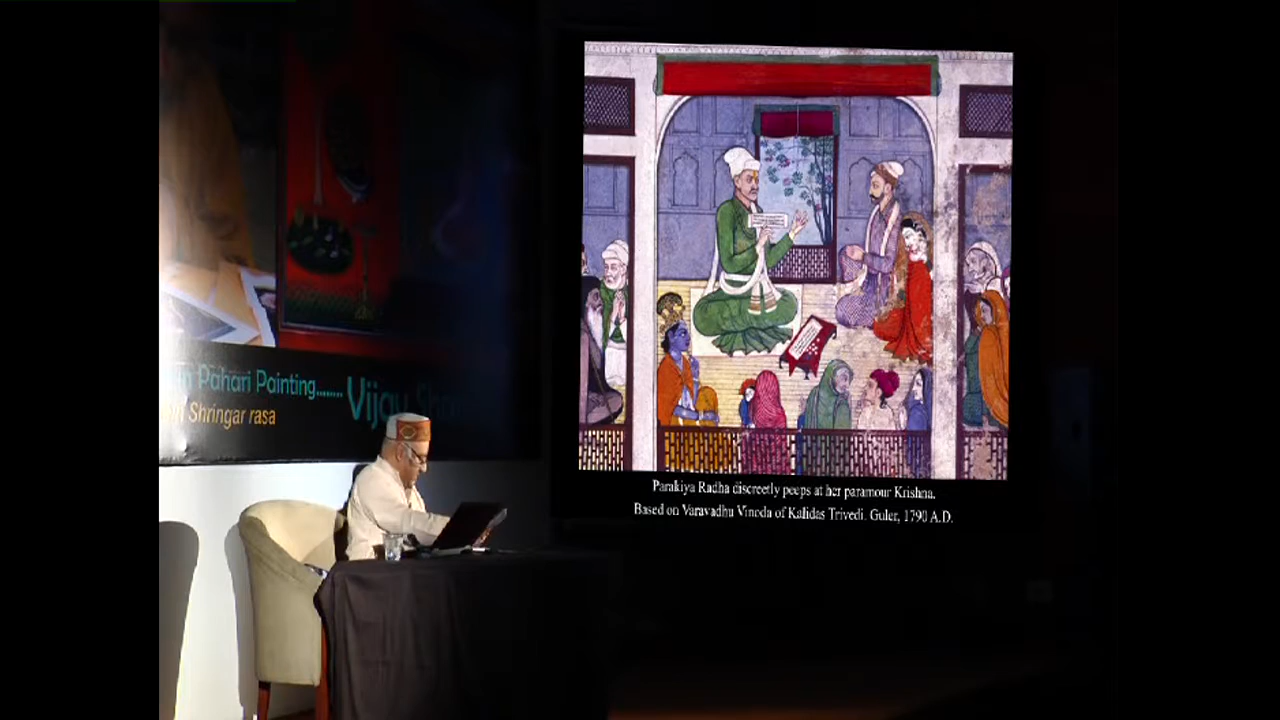 Pahari Painting....... Vijay
Shringar rasa
Parakiya Radha discreetly peeps at her paramour Krishna.
Based on Varavadhu Vinoda of Kalidas Trivedi. Guler, 1790 A.D.